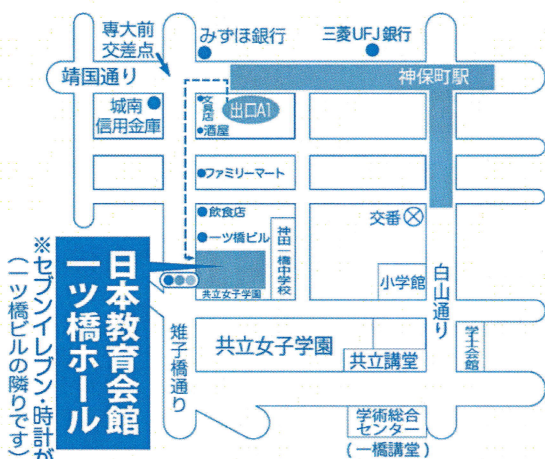 専大前
交差点
みずほ銀行
三菱UFJ銀行
靖国通り
神保町駅
城南
信用金庫
文具店
出口A1
酒屋
ファミリーマート
飲食店
一ツ橋ビル
神田一橋中学校
交番
共立女子学園
小学館
白山通り
日本教育会館
一ツ橋ホール
※セブンイレブン・時計が
(一ツ橋ビルの隣りです)
雉子橋通り
共立女子学園
共立講堂
学士会館
学術総合
センター
(一橋講堂)